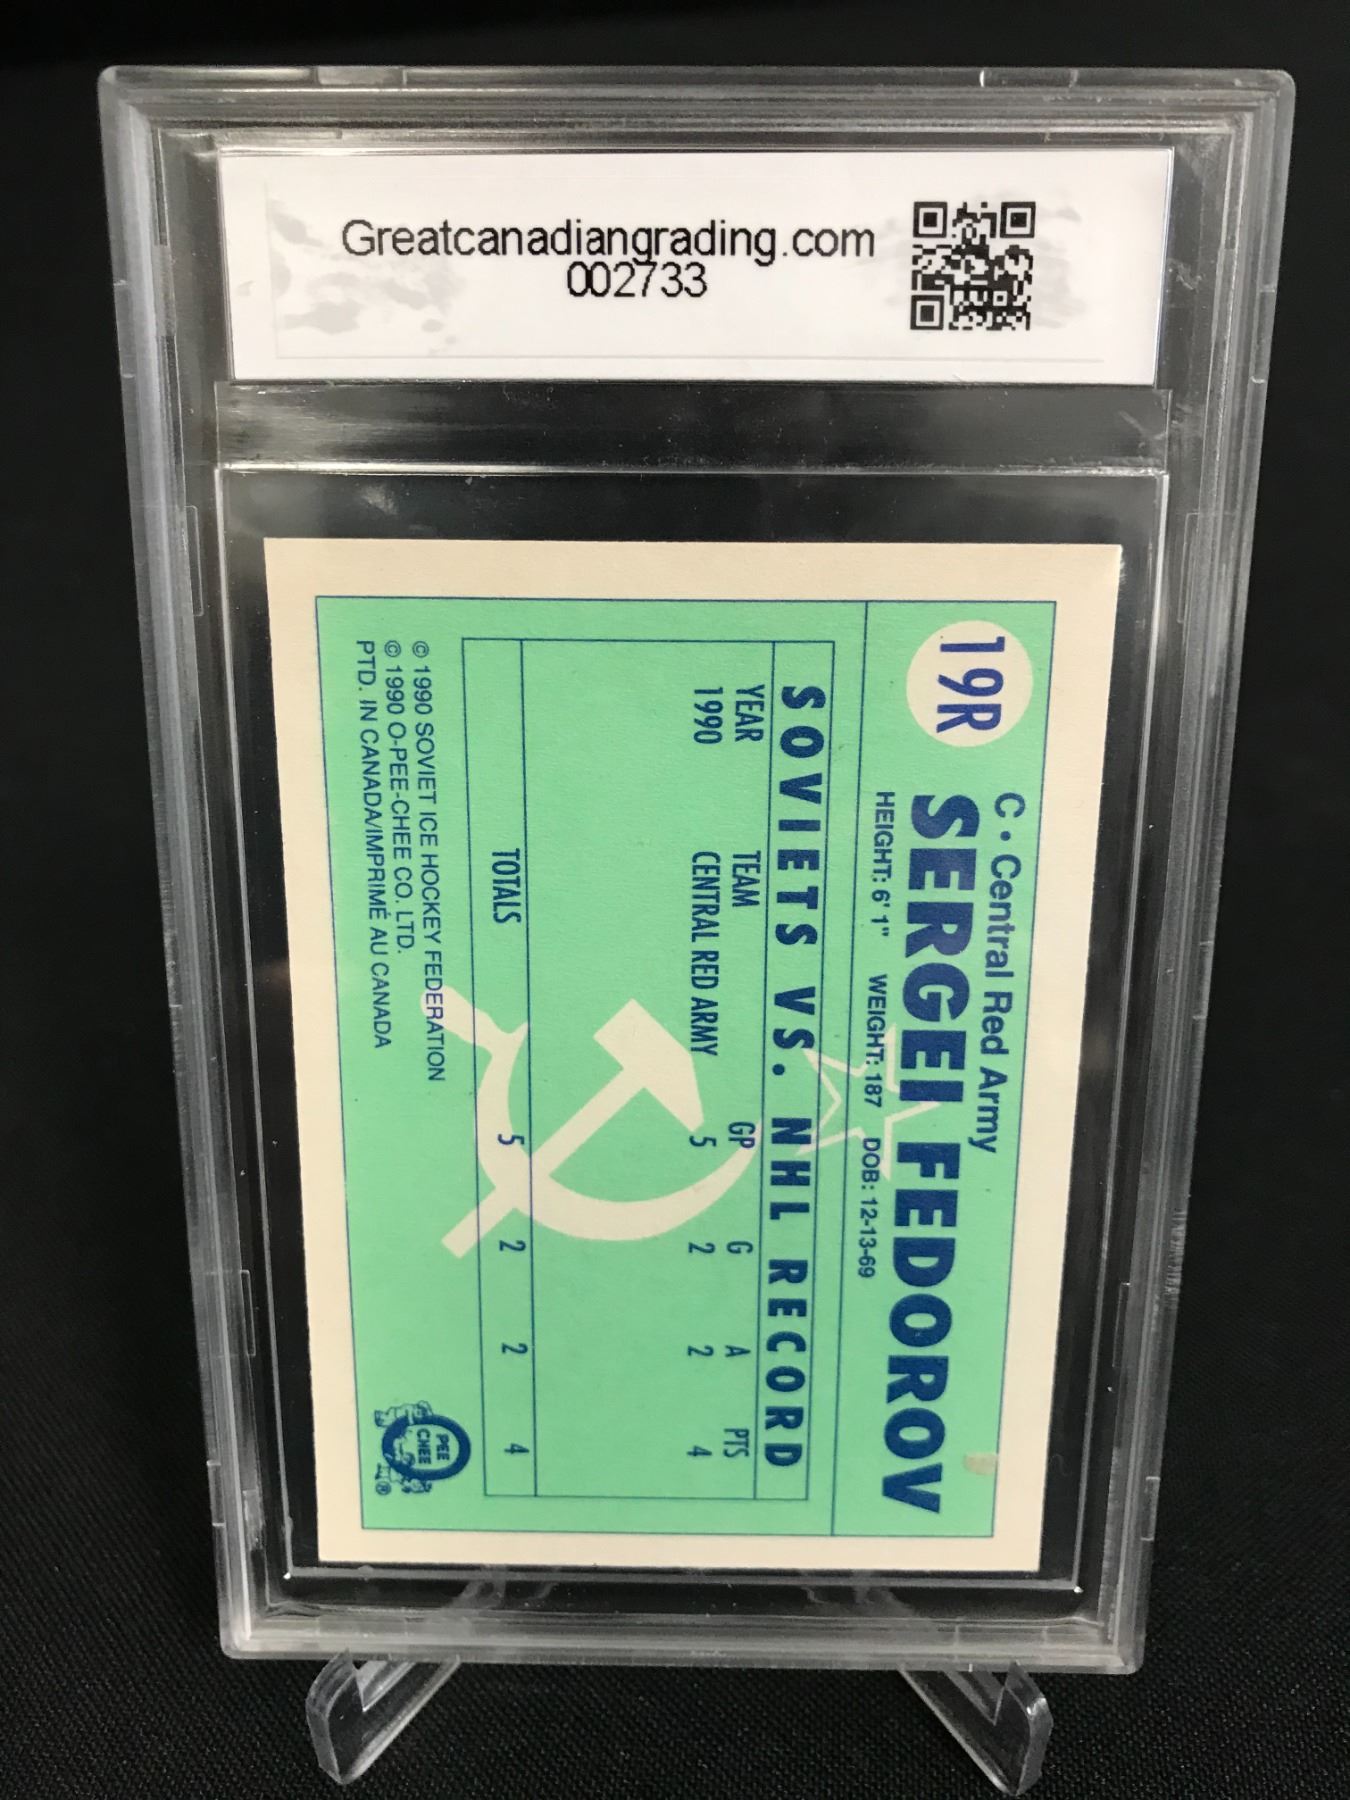 Greatcanadiangrading.com
002733
19R
C • Central Red Army
SERGEI FEDOROV
HEIGHT: 6' 1" WEIGHT: 187 DOB: 12-13-69
SOVIETS VS. NHL RECORD
YEAR TEAM GP G A PTS
1990 CENTRAL RED ARMY 5 2 2 4
TOTALS 5 2 2 4
© 1990 SOVIET ICE HOCKEY FEDERATION
© 1990 O-PEE-CHEE CO. LTD.
PTD. IN CANADA/IMPRIMÉ AU CANADA
PEE
CHEE
®